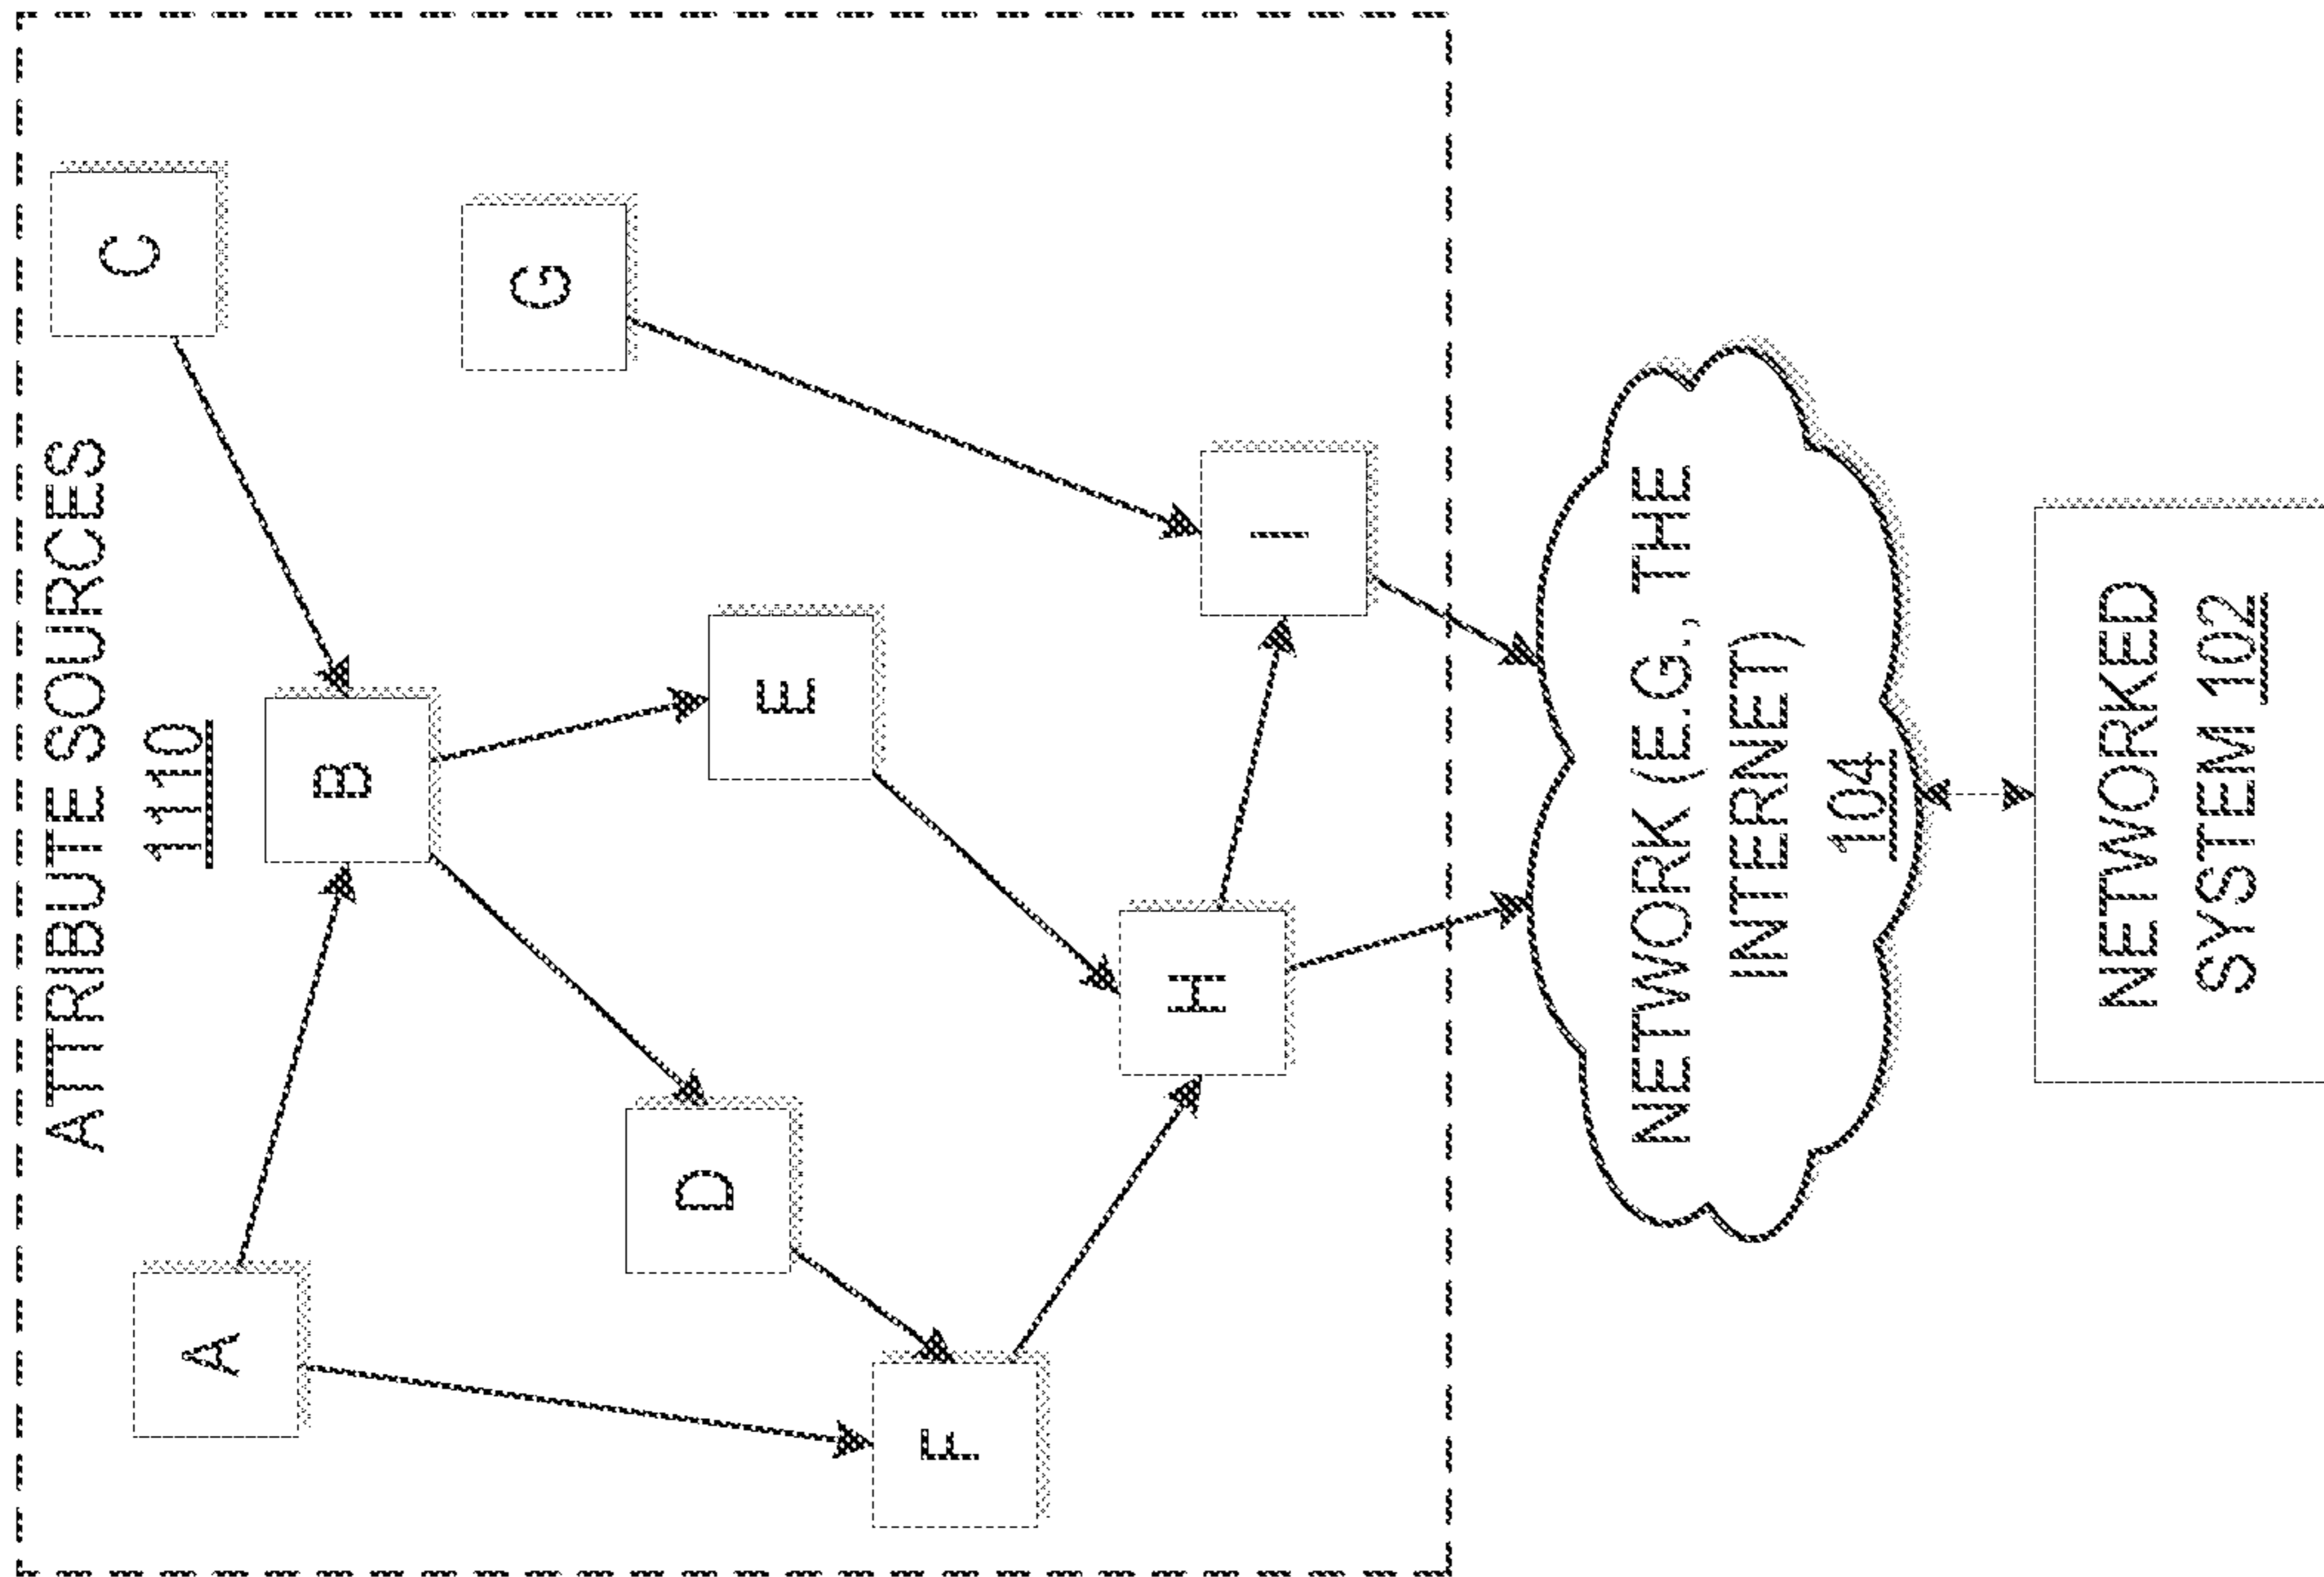 ATTRIBUTE SOURCES
1110
A
B
C
D
E
F
G
H
I
NETWORK (E.G., THE
INTERNET)
104
NETWORKED
SYSTEM 102